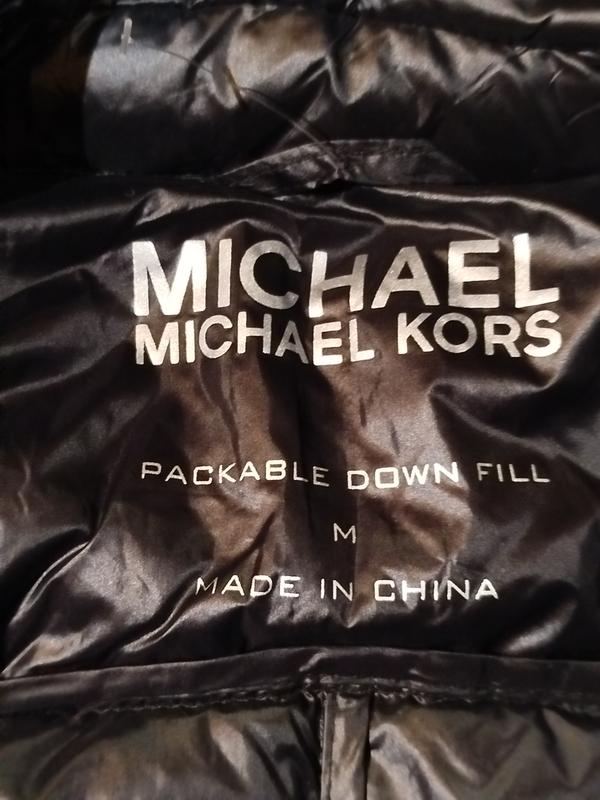 MICHAEL
MICHAEL KORS
PACKABLE DOWN FILL
M
MADE IN CHINA